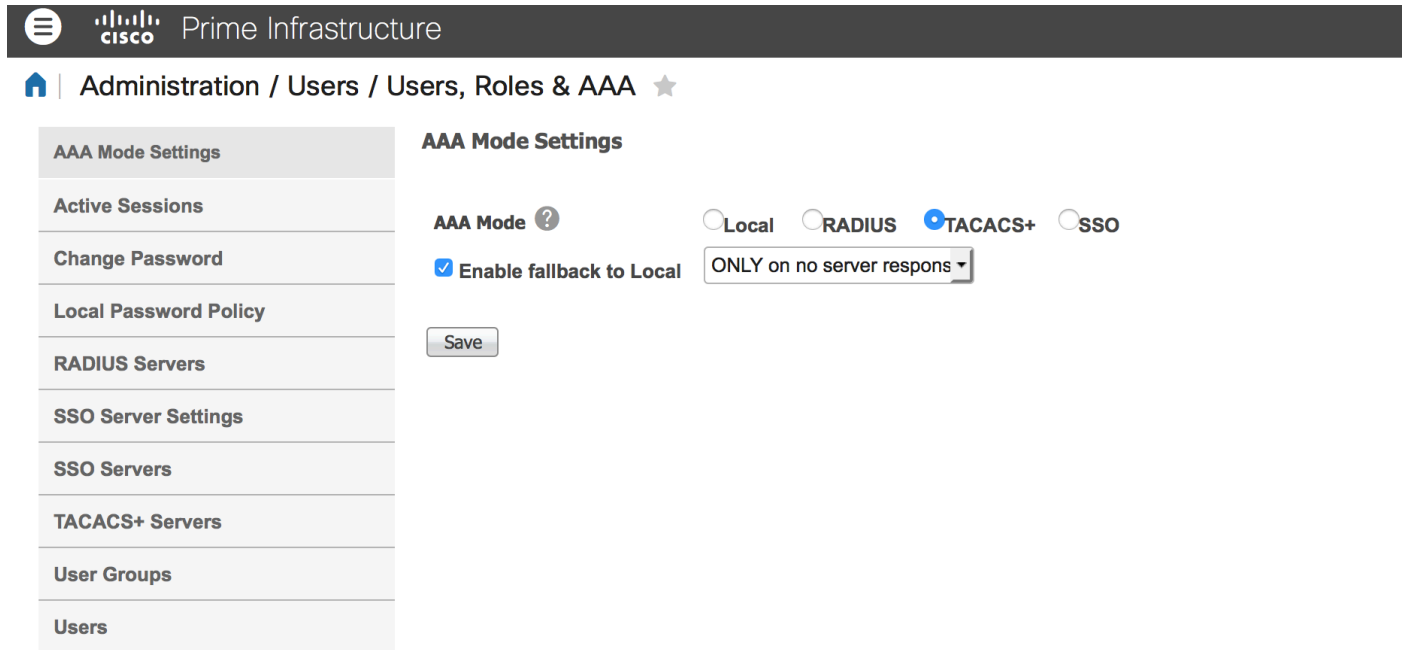 cisco Prime Infrastructure
Administration / Users / Users, Roles & AAA
AAA Mode Settings
Active Sessions
Change Password
Local Password Policy
RADIUS Servers
SSO Server Settings
SSO Servers
TACACS+ Servers
User Groups
Users
AAA Mode Settings
AAA Mode ? Local RADIUS TACACS+ SSO
Enable fallback to Local ONLY on no server respons
Save